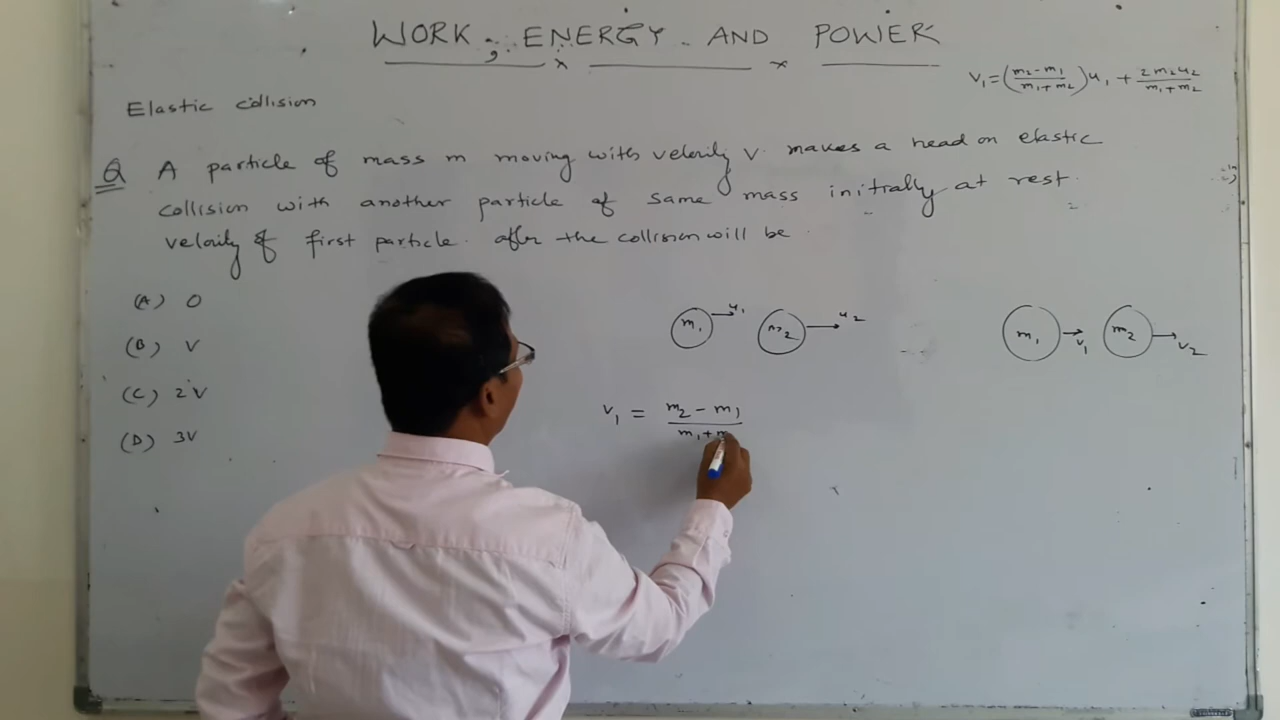 WORK, ENERGY AND POWER
v₁ = (m₂ - m₁ / m₁ + m₂) u₁ + 2m₂u₂ / m₁ + m₂
Elastic collision
Q A particle of mass m moving with velocity v. makes a head on elastic
collision with another particle of same mass initially at rest.
velocity of first particle. after the collision will be
(A) 0
(B) v
(C) 2v
(D) 3v
m₁ u₁ m₂ u₂
m₁ v₁ m₂ v₂
v₁ = m₂ - m₁ / m₁ + m